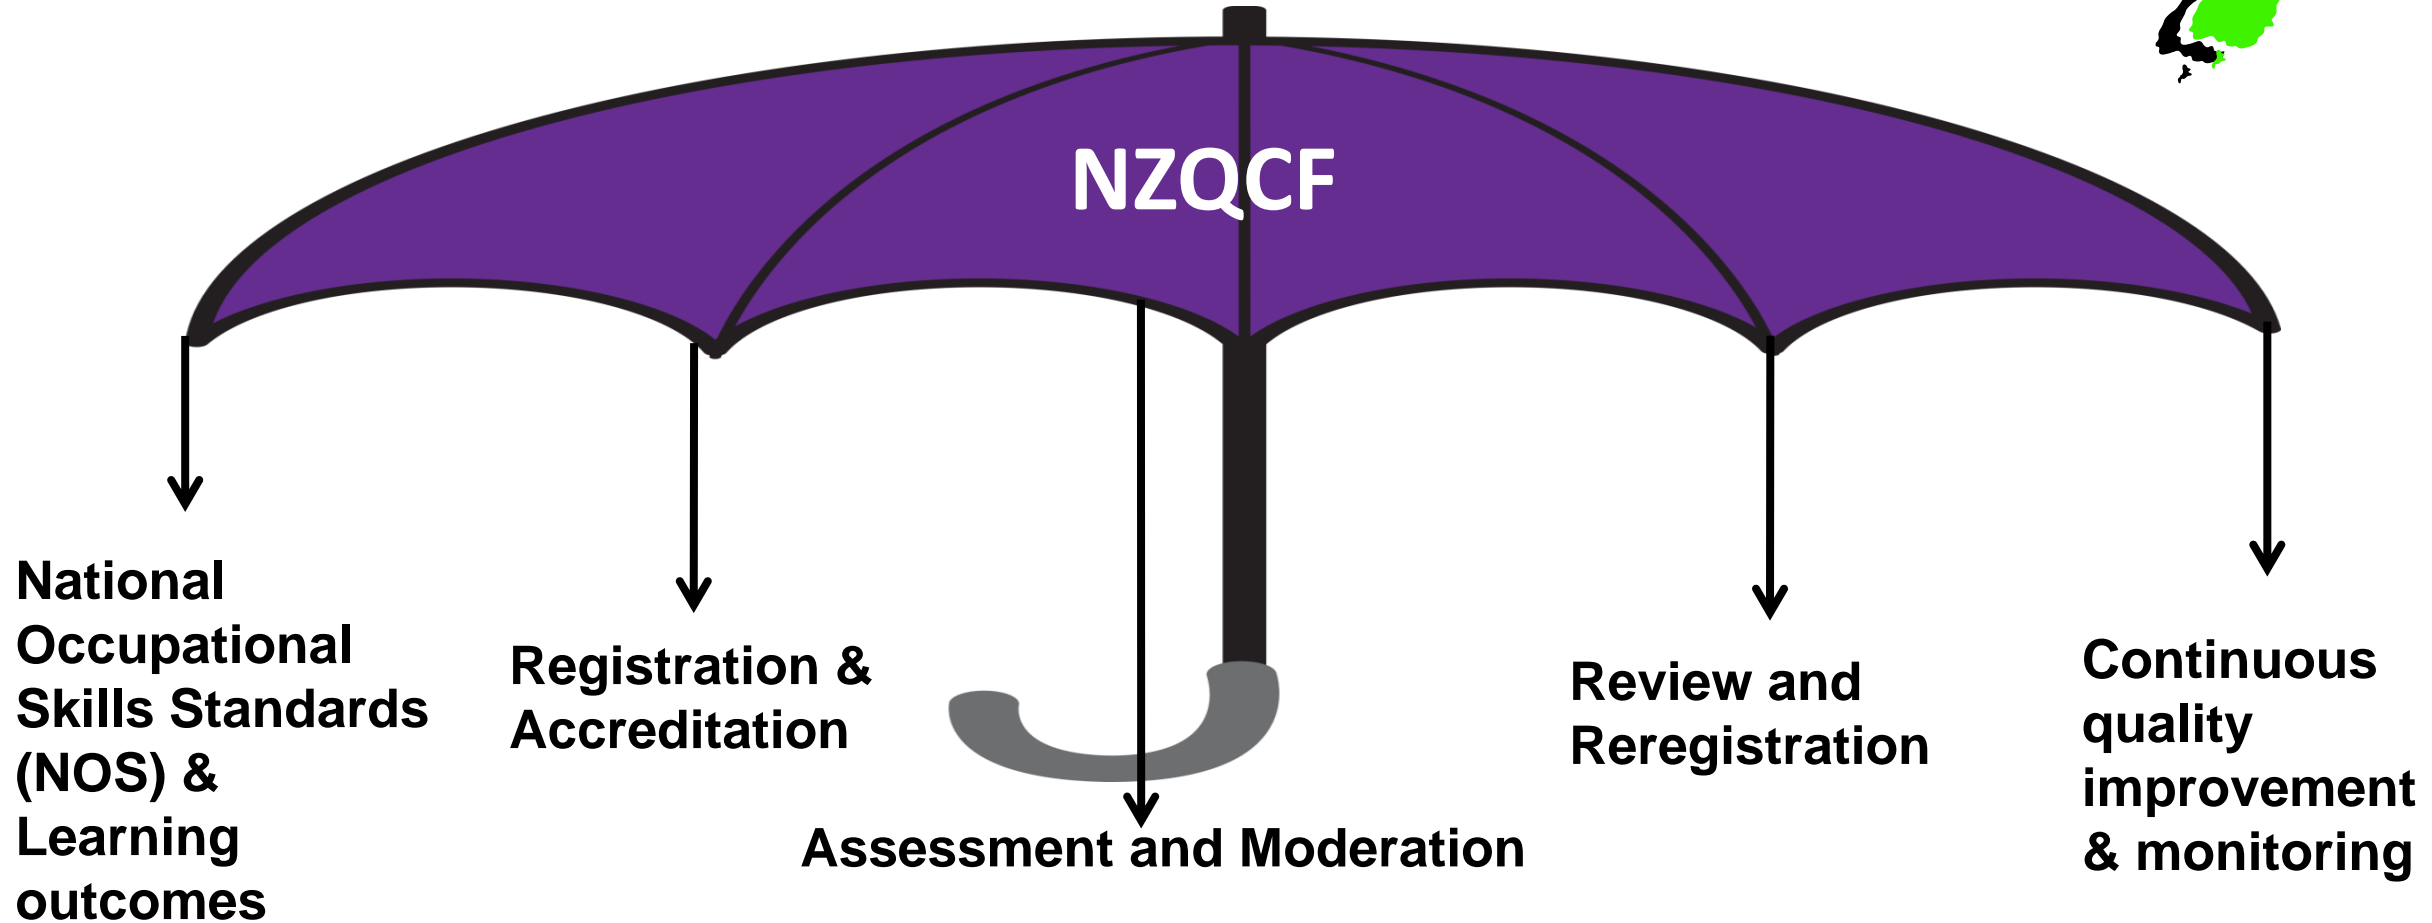 NZQCF
National
Occupational
Skills Standards
(NOS) &
Learning
outcomes
Registration &
Accreditation
Assessment and Moderation
Review and
Reregistration
Continuous
quality
improvement
& monitoring